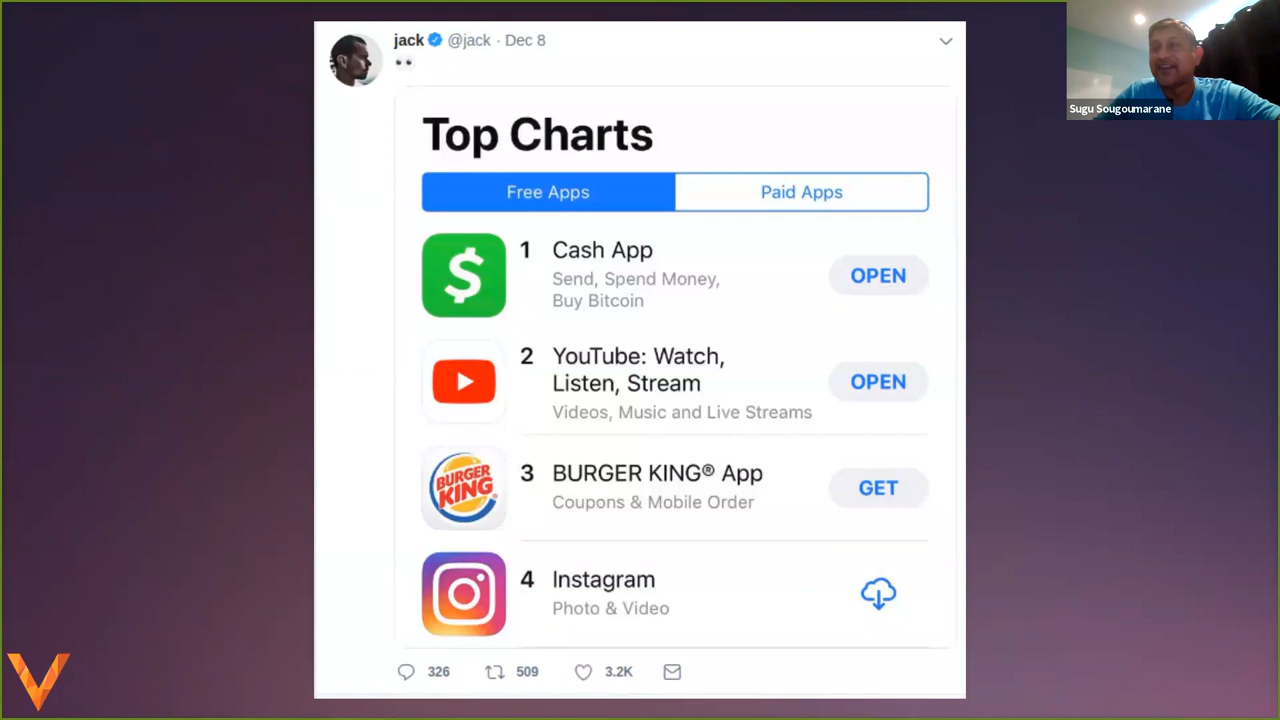 jack @jack · Dec 8
Sugu Sougoumarane
Top Charts
Free Apps
Paid Apps
1 Cash App
Send, Spend Money,
Buy Bitcoin
OPEN
2 YouTube: Watch,
Listen, Stream
Videos, Music and Live Streams
OPEN
BURGER
KING
3 BURGER KING® App
Coupons & Mobile Order
GET
4 Instagram
Photo & Video
326 509 3.2K